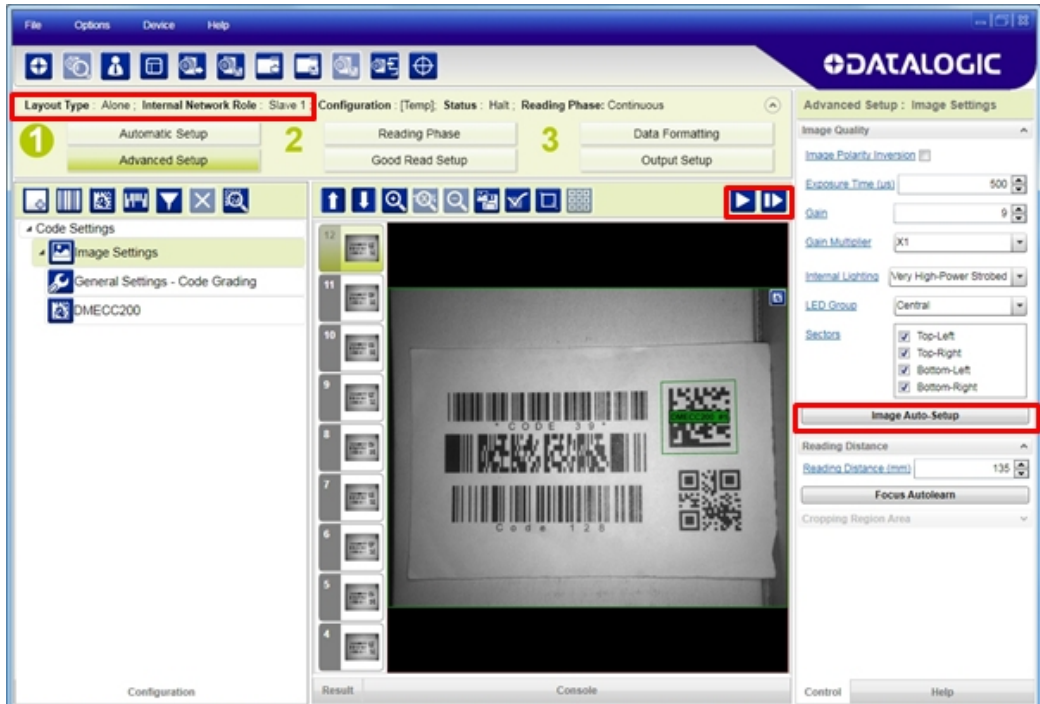 File Options Device Help
DATALOGIC
Layout Type : Alone ; Internal Network Role : Slave 1 ; Configuration : [Temp]; Status : Halt ; Reading Phase: Continuous
1 Automatic Setup 2 Reading Phase 3 Data Formatting
Advanced Setup Good Read Setup Output Setup
Code Settings
Image Settings
General Settings - Code Grading
DMECC200
12
11
10
9
8
7
6
5
4
* CODE 39 *
DMECC200 #1
Code 128
Configuration
Result Console
Advanced Setup : Image Settings
Image Quality
Image Polarity Inversion
Exposure Time (µs) 500
Gain 9
Gain Multiplier X1
Internal Lighting Very High-Power Strobed
LED Group Central
Sectors Top-Left
Top-Right
Bottom-Left
Bottom-Right
Image Auto-Setup
Reading Distance
Reading Distance (mm) 135
Focus Autolearn
Cropping Region Area
Control Help